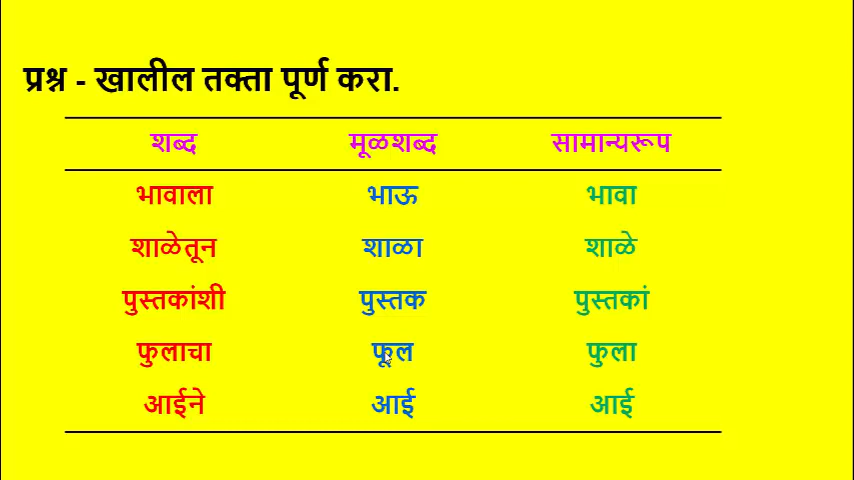 प्रश्न - खालील तक्ता पूर्ण करा.
शब्द मूळशब्द सामान्यरूप
भावाला भाऊ भावा
शाळेतून शाळा शाळे
पुस्तकांशी पुस्तक पुस्तकां
फुलाचा फूल फुला
आईने आई आई